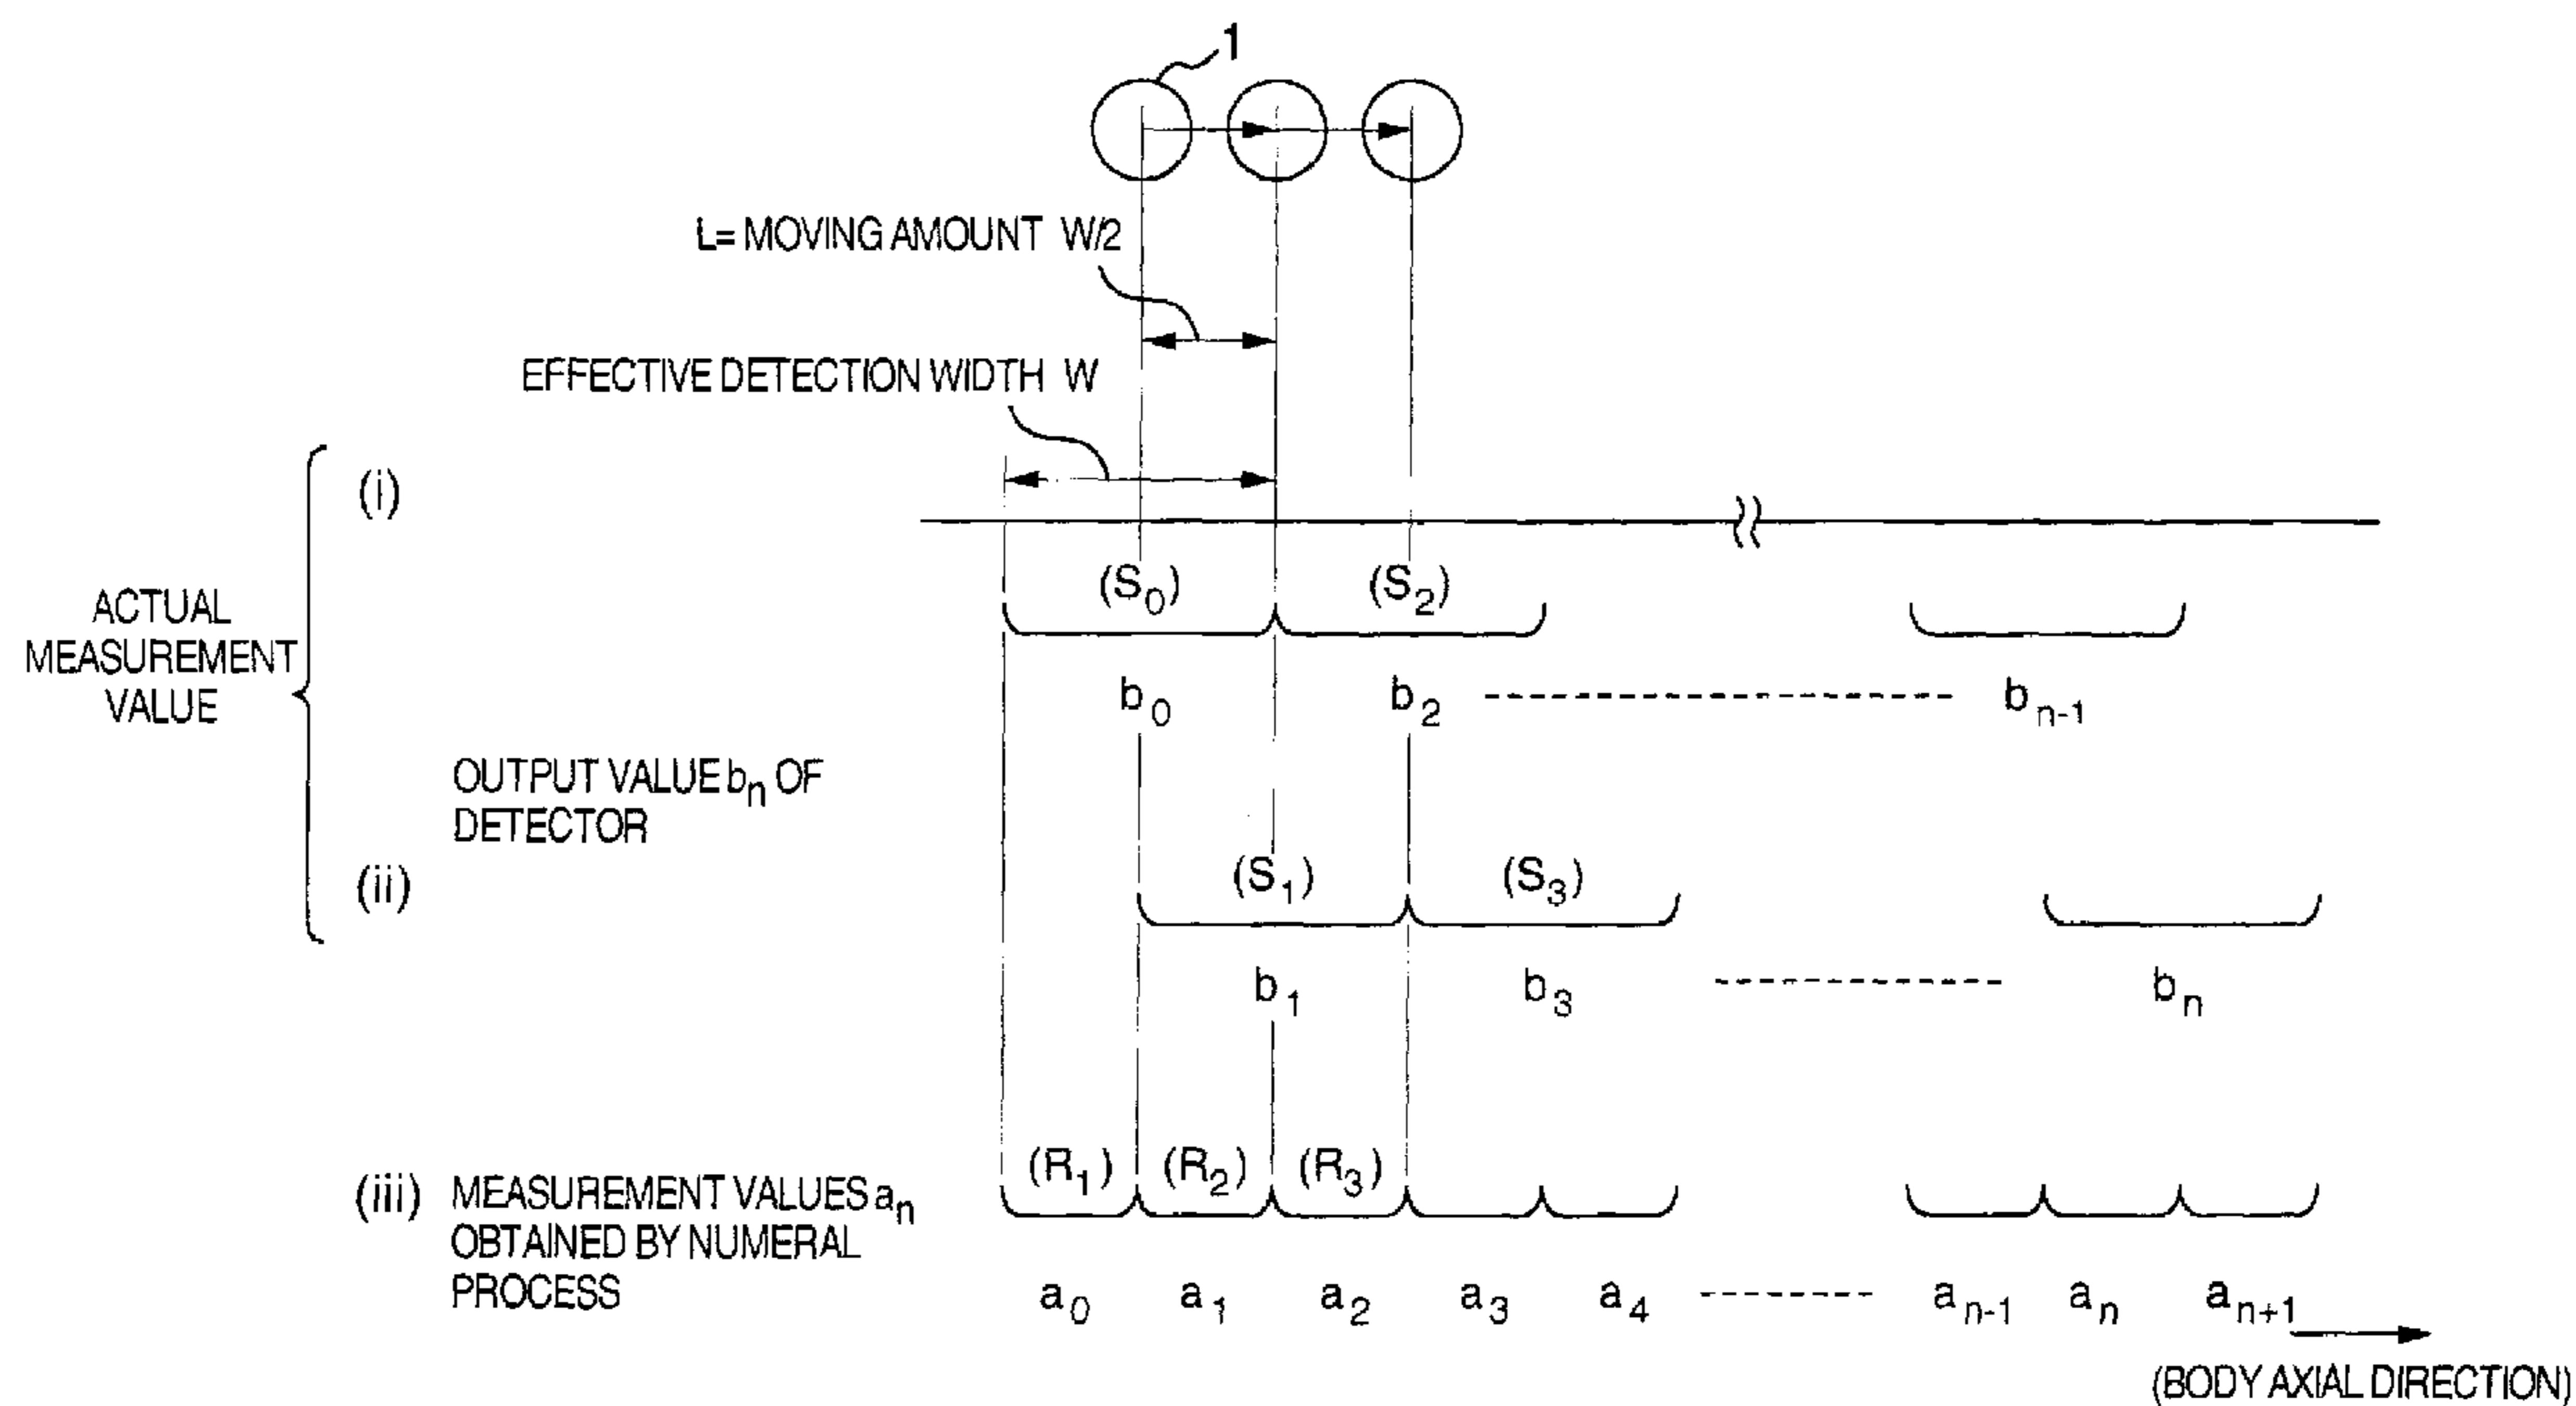 1
L= MOVING AMOUNT W/2
EFFECTIVE DETECTION WIDTH W
(i)
ACTUAL
MEASUREMENT
VALUE
(S0) (S2)
b0 b2 bn-1
OUTPUT VALUE bn OF
DETECTOR
(ii)
(S1) (S3)
b1 b3 bn
(iii) MEASUREMENT VALUES an
OBTAINED BY NUMERAL
PROCESS
(R1) (R2) (R3)
a0 a1 a2 a3 a4 an-1 an an+1
(BODY AXIAL DIRECTION)